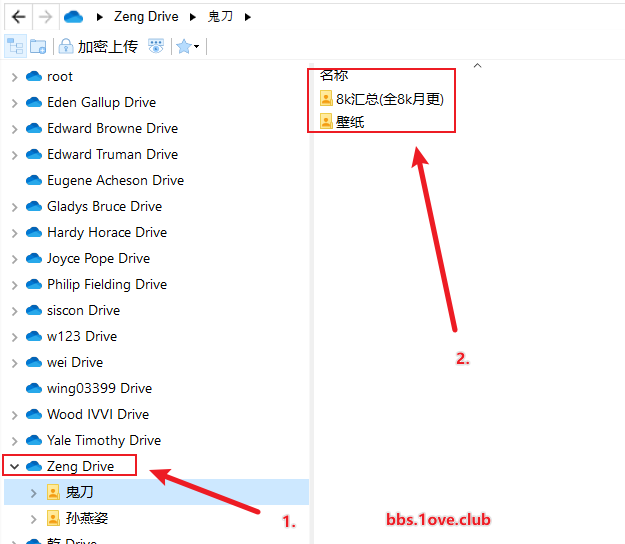 Zeng Drive 鬼刀
加密上传
root
Eden Gallup Drive
Edward Browne Drive
Edward Truman Drive
Eugene Acheson Drive
Gladys Bruce Drive
Hardy Horace Drive
Joyce Pope Drive
Philip Fielding Drive
siscon Drive
w123 Drive
wei Drive
wing03399 Drive
Wood IVVI Drive
Yale Timothy Drive
Zeng Drive
鬼刀
孙燕姿
乾 Drive
名称
8k汇总(全8k月更)
壁纸
2.
1.
bbs.1ove.club